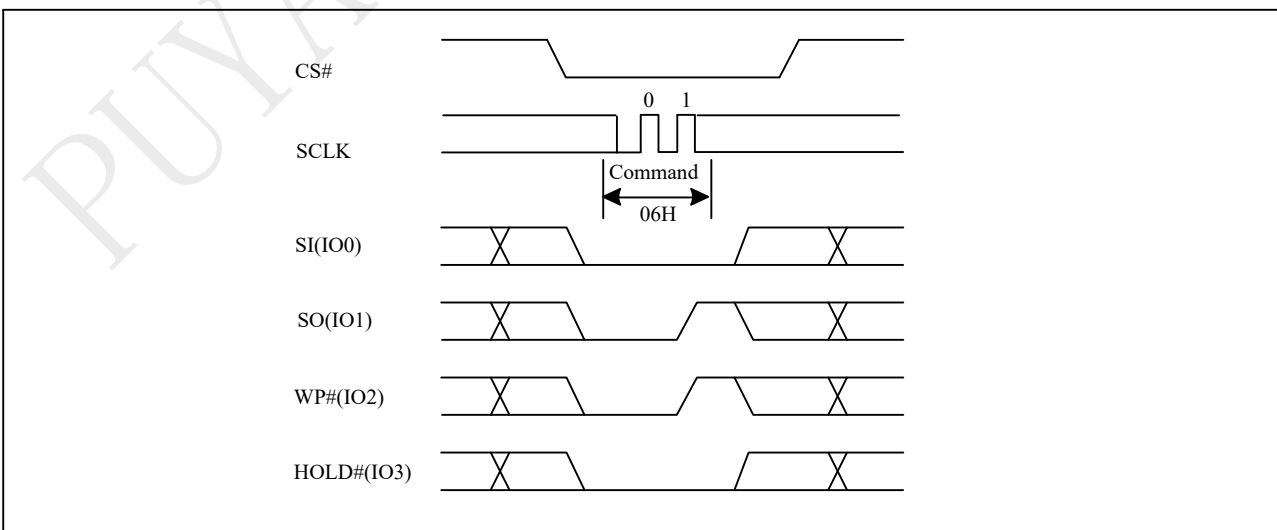 PUYA
CS#
0 1
SCLK
Command
06H
SI(IO0)
SO(IO1)
WP#(IO2)
HOLD#(IO3)